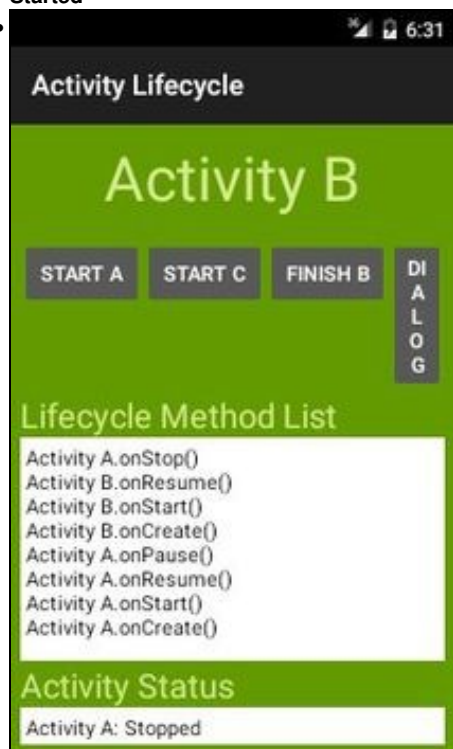 Started
6:31
Activity Lifecycle
Activity B
START A START C FINISH B DIALOG
Lifecycle Method List
Activity A.onStop()
Activity B.onResume()
Activity B.onStart()
Activity B.onCreate()
Activity A.onPause()
Activity A.onResume()
Activity A.onStart()
Activity A.onCreate()
Activity Status
Activity A: Stopped